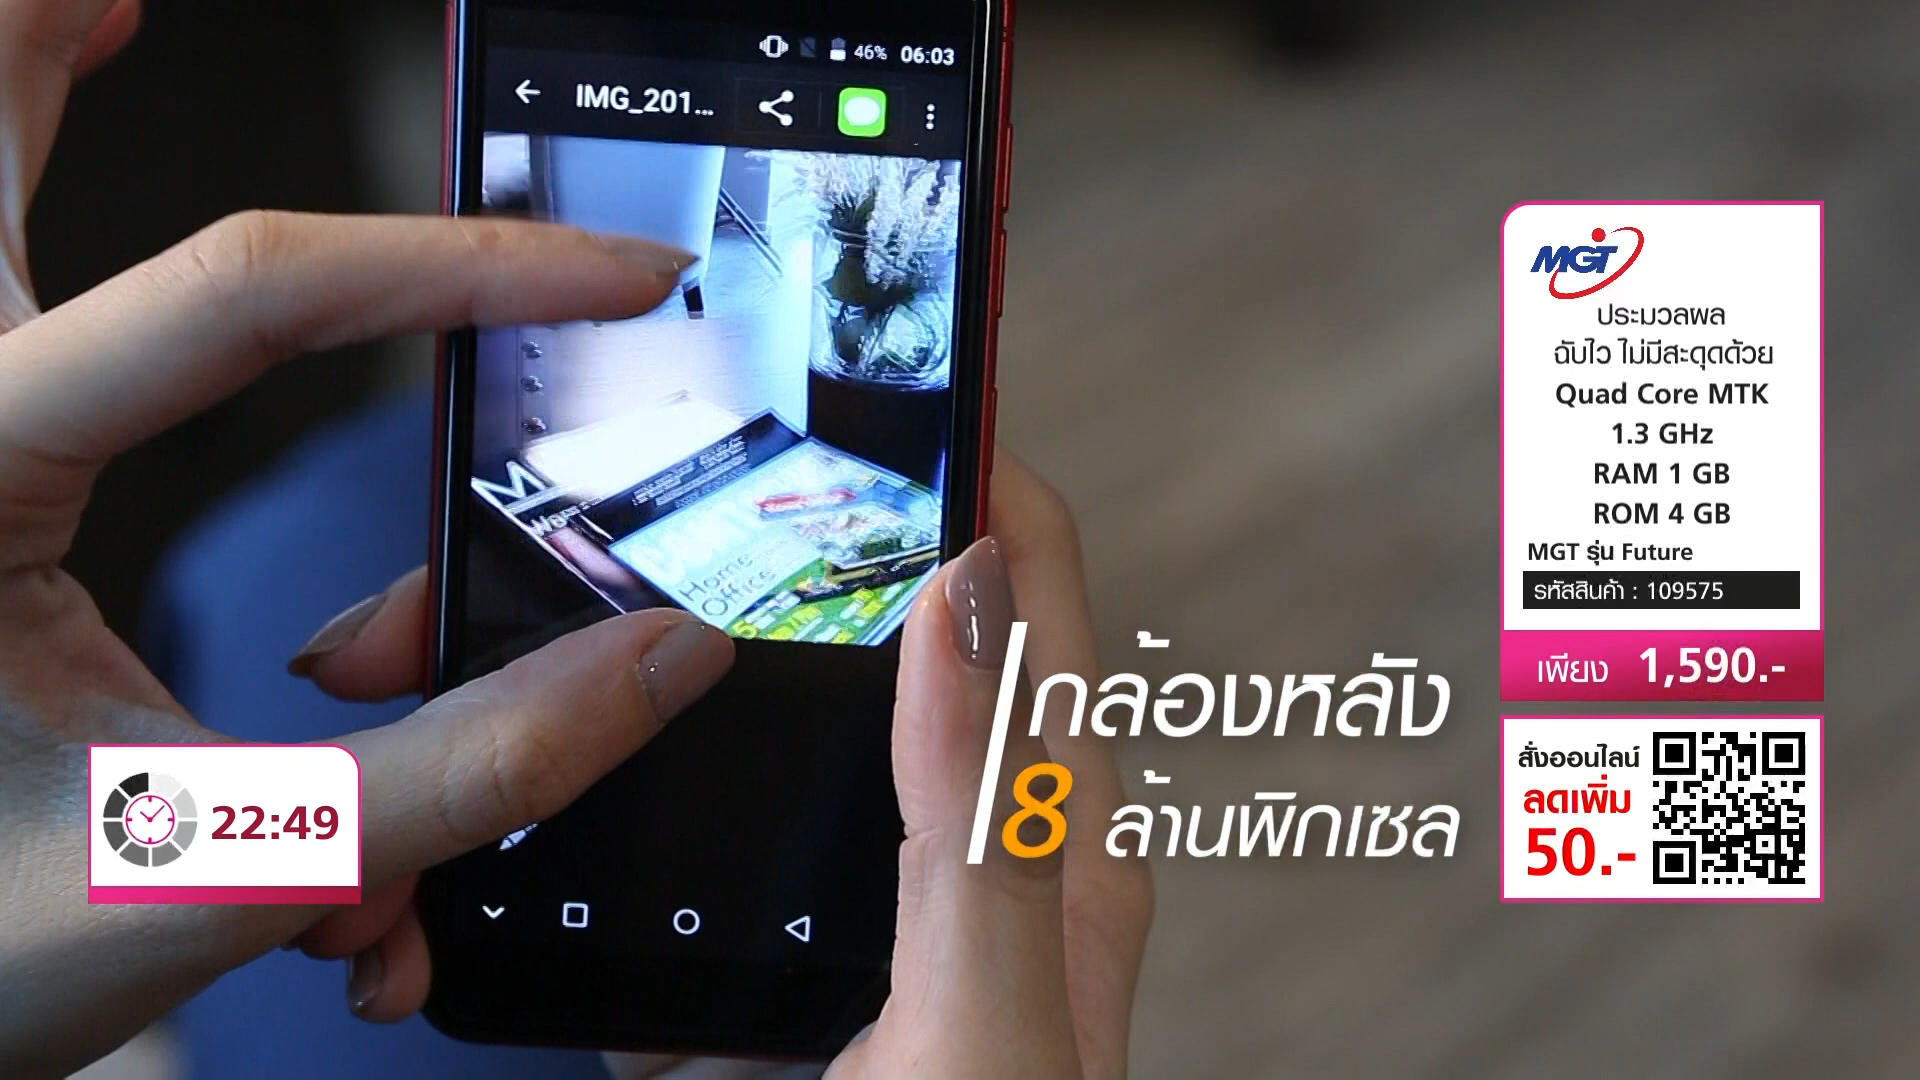 46% 06:03
IMG_201...
M
Home
Office
MGT
ประมวลผล
ฉับไว ไม่มีสะดุดด้วย
Quad Core MTK
1.3 GHz
RAM 1 GB
ROM 4 GB
MGT รุ่น Future
รหัสสินค้า : 109575
เพียง 1,590.-
กล้องหลัง
8 ล้านพิกเซล
สั่งออนไลน์
ลดเพิ่ม
50.-
22:49